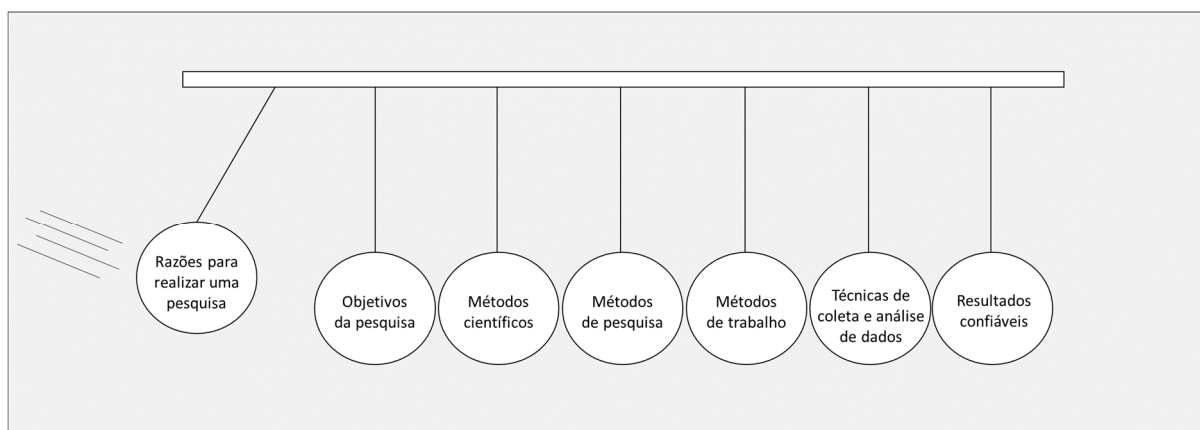 Razões para
realizar uma
pesquisa
Objetivos
da pesquisa
Métodos
científicos
Métodos
de pesquisa
Métodos
de trabalho
Técnicas de
coleta e análise
de dados
Resultados
confiáveis